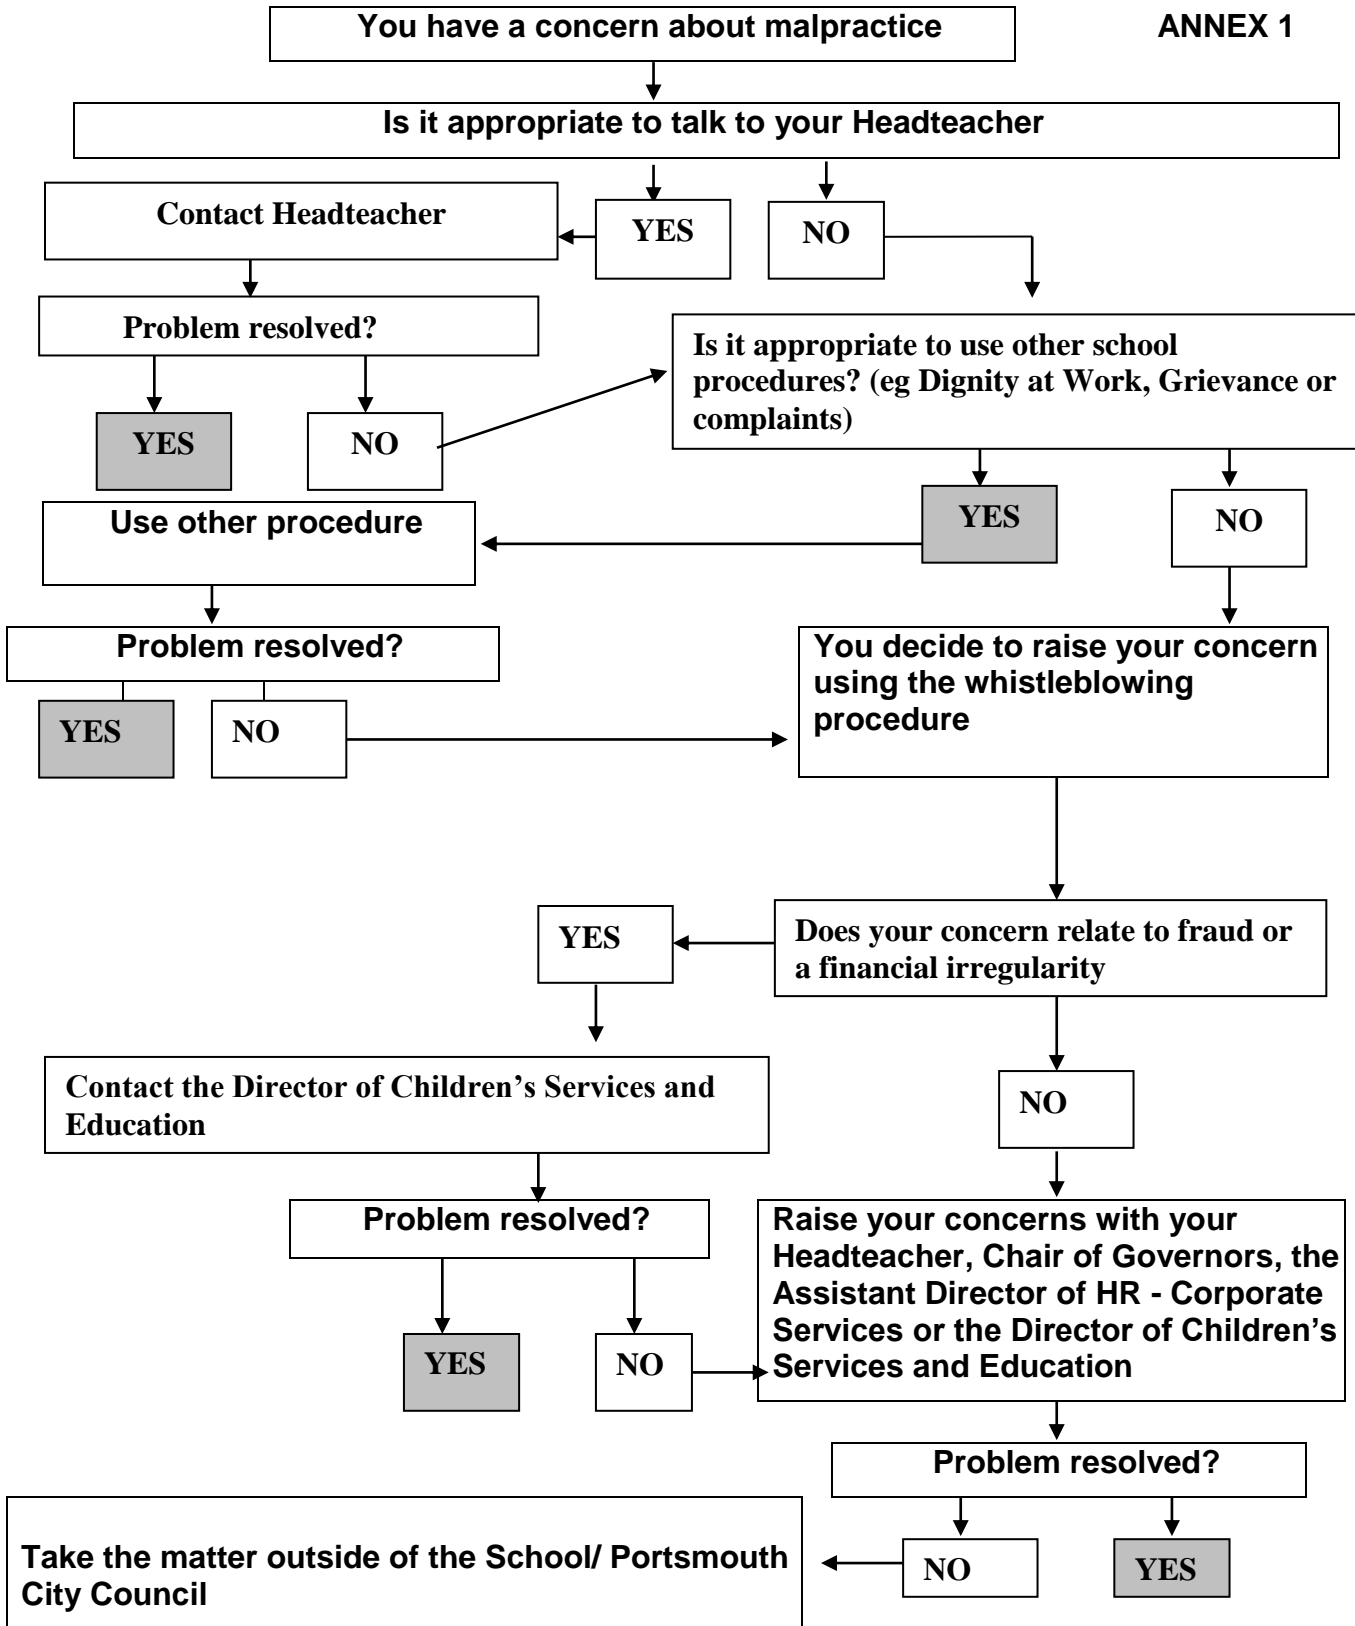 You have a concern about malpractice
ANNEX 1
Is it appropriate to talk to your Headteacher
Contact Headteacher
YES
NO
Problem resolved?
Is it appropriate to use other school
procedures? (eg Dignity at Work, Grievance or
complaints)
YES
NO
YES
NO
Use other procedure
Problem resolved?
You decide to raise your concern
using the whistleblowing
procedure
YES
NO
YES
Does your concern relate to fraud or
a financial irregularity
Contact the Director of Children’s Services and
Education
NO
Problem resolved?
Raise your concerns with your
Headteacher, Chair of Governors, the
Assistant Director of HR - Corporate
Services or the Director of Children’s
Services and Education
YES
NO
Problem resolved?
NO
YES
Take the matter outside of the School/ Portsmouth
City Council